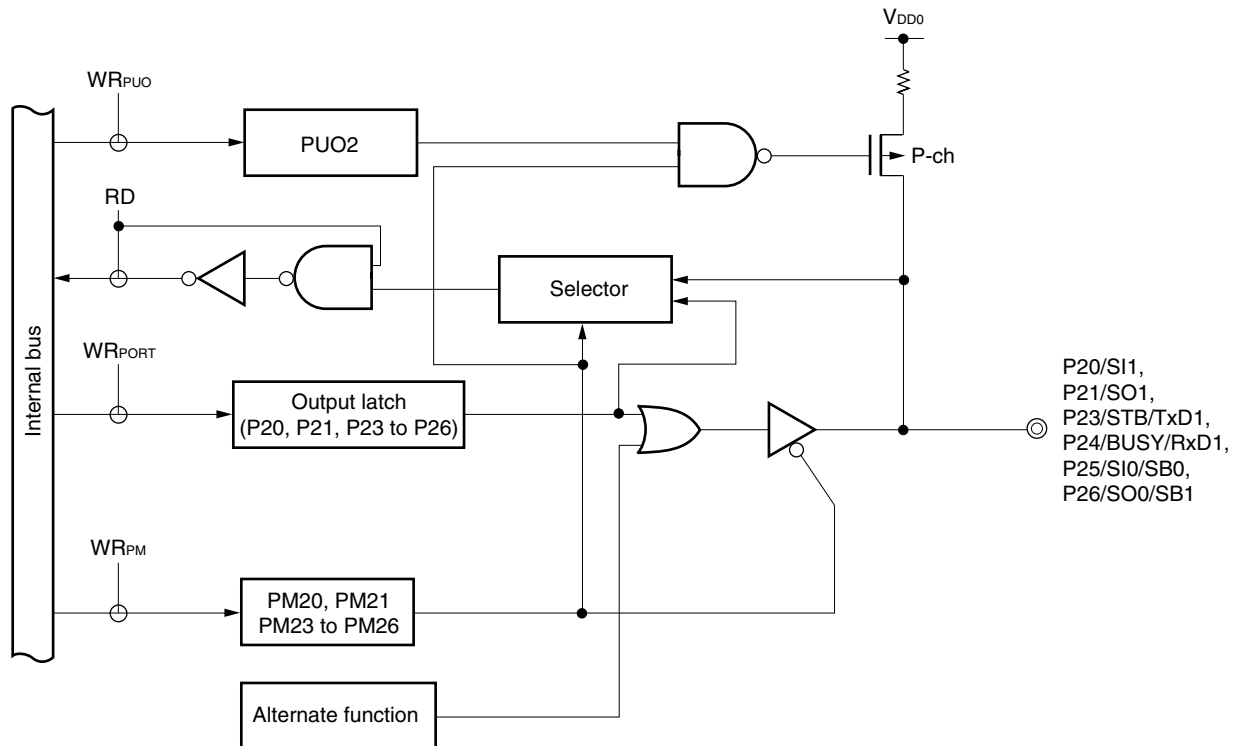 VDD0
WRPUO
PUO2
P-ch
RD
Selector
WRPORT
Internal bus
Output latch
(P20, P21, P23 to P26)
P20/SI1,
P21/SO1,
P23/STB/TxD1,
P24/BUSY/RxD1,
P25/SI0/SB0,
P26/SO0/SB1
WRPM
PM20, PM21
PM23 to PM26
Alternate function